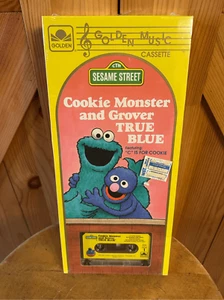 GOLDEN MUSIC
GOLDEN
CASSETTE
CTW
SESAME STREET
Cookie Monster
and Grover
TRUE
BLUE
featuring
"C" IS FOR COOKIE